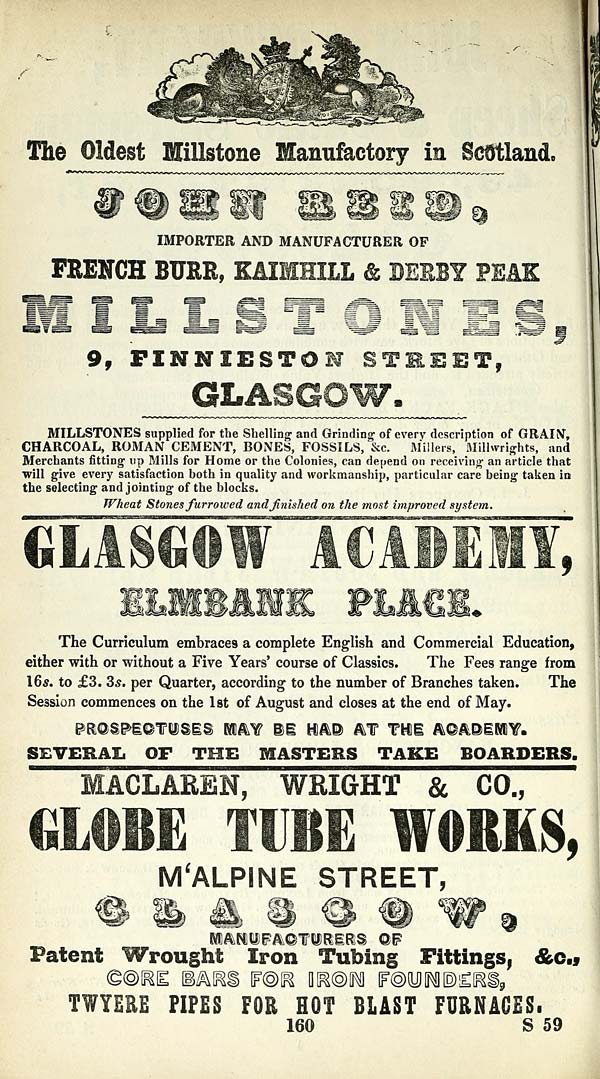 The Oldest Millstone Manufactory in Scotland.
JOHN REID,
IMPORTER AND MANUFACTURER OF
FRENCH BURR, KAIMHILL & DERBY PEAK
MILLSTONES,
9, FINNIESTON STREET,
GLASGOW.
MILLSTONES supplied for the Shelling and Grinding of every description of GRAIN,
CHARCOAL, ROMAN CEMENT, BONES, FOSSILS, &c. Millers, Millwrights, and
Merchants fitting up Mills for Home or the Colonies, can depend on receiving an article that
will give every satisfaction both in quality and workmanship, particular care being taken in
the selecting and jointing of the blocks.
Wheat Stones furrowed and finished on the most improved system.
GLASGOW ACADEMY,
ELMBANK PLACE.
The Curriculum embraces a complete English and Commercial Education,
either with or without a Five Years' course of Classics. The Fees range from
16s. to £3. 3s. per Quarter, according to the number of Branches taken. The
Session commences on the 1st of August and closes at the end of May.
PROSPECTUSES MAY BE HAD AT THE ACADEMY.
SEVERAL OF THE MASTERS TAKE BOARDERS.
MACLAREN, WRIGHT & CO.,
GLOBE TUBE WORKS,
M‘ALPINE STREET,
GLASGOW,
MANUFACTURERS OF
Patent Wrought Iron Tubing Fittings, &c.,
CORE BARS FOR IRON FOUNDERS,
TWYERE PIPES FOR HOT BLAST FURNACES.
160 S 59